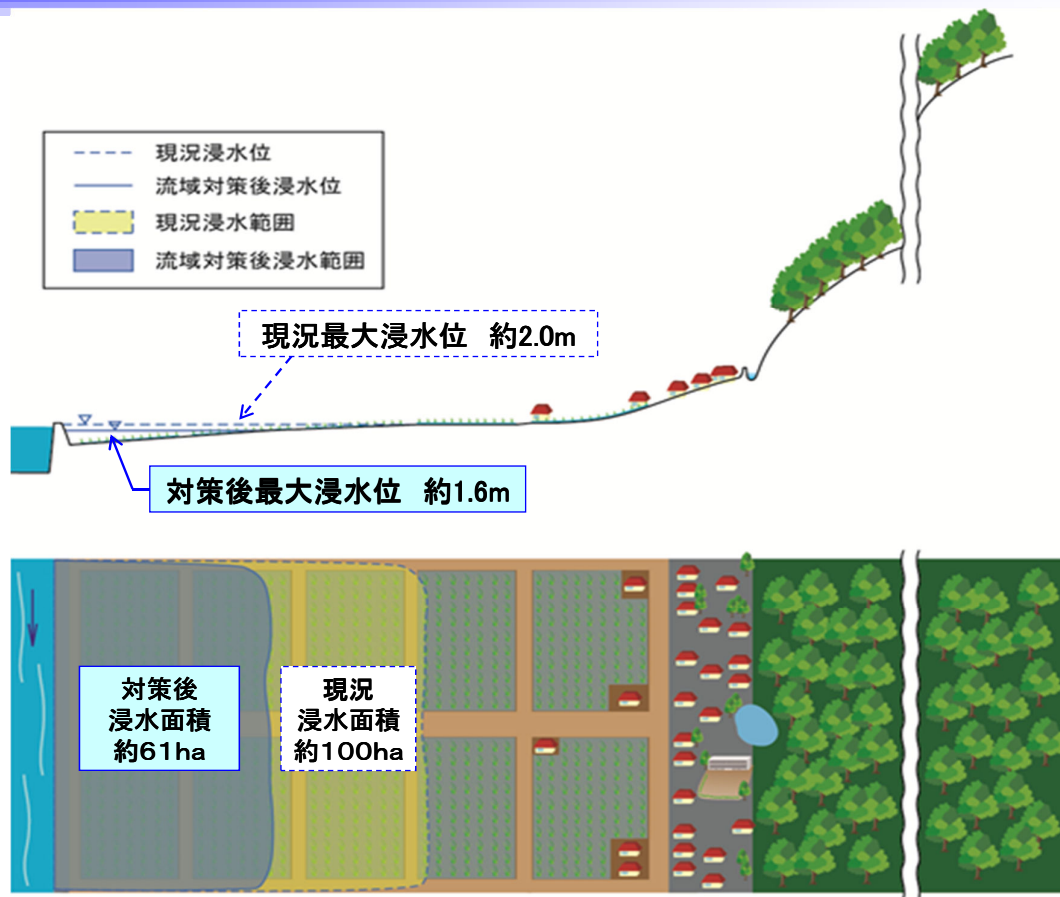 現況浸水位
流域対策後浸水位
現況浸水範囲
流域対策後浸水範囲
現況最大浸水位 約2.0m
対策後最大浸水位 約1.6m
対策後
浸水面積
約61ha
現況
浸水面積
約100ha